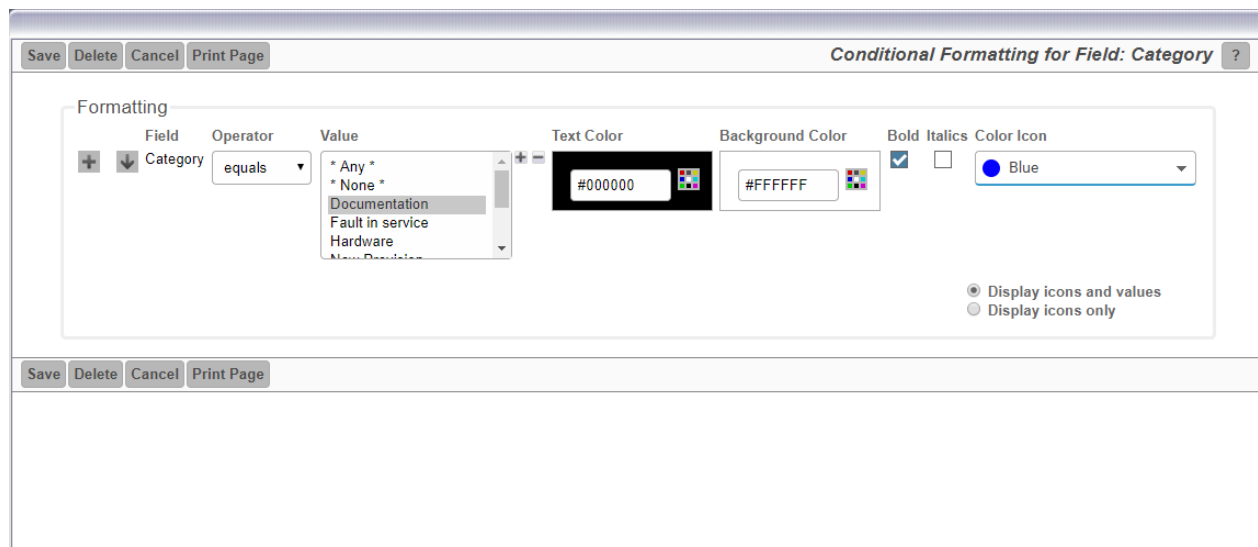 Save Delete Cancel Print Page Conditional Formatting for Field: Category ?
Formatting
Field Operator Value Text Color Background Color Bold Italics Color Icon
Category equals * Any * #000000 #FFFFFF Blue
* None *
Documentation
Fault in service
Hardware
New Provision
Display icons and values
Display icons only
Save Delete Cancel Print Page